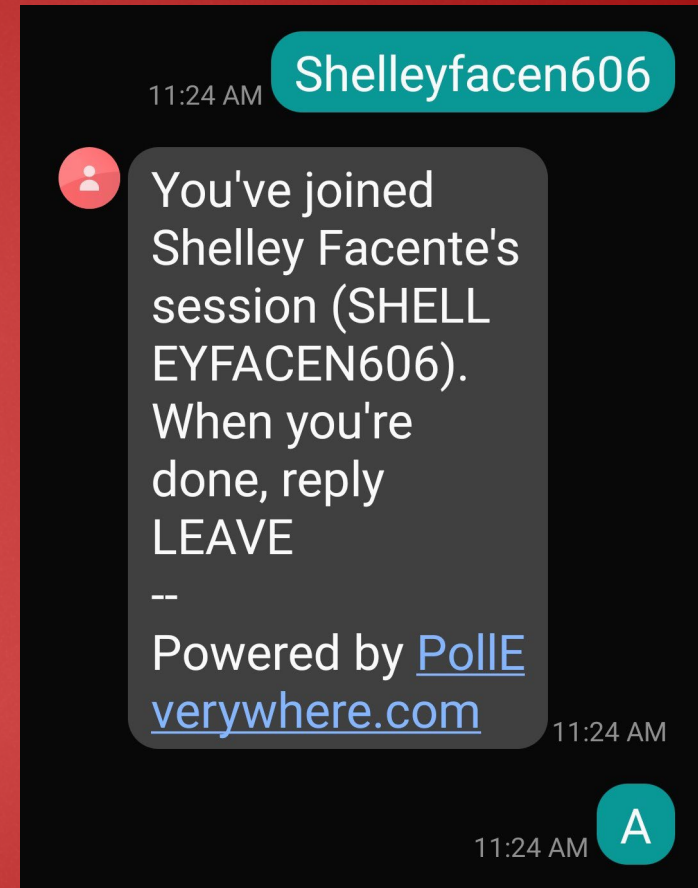 Shelleyfacen606
11:24 AM
You've joined
Shelley Facente's
session (SHELL
EYFACEN606).
When you're
done, reply
LEAVE
--
Powered by PollE
verywhere.com
11:24 AM
A
11:24 AM